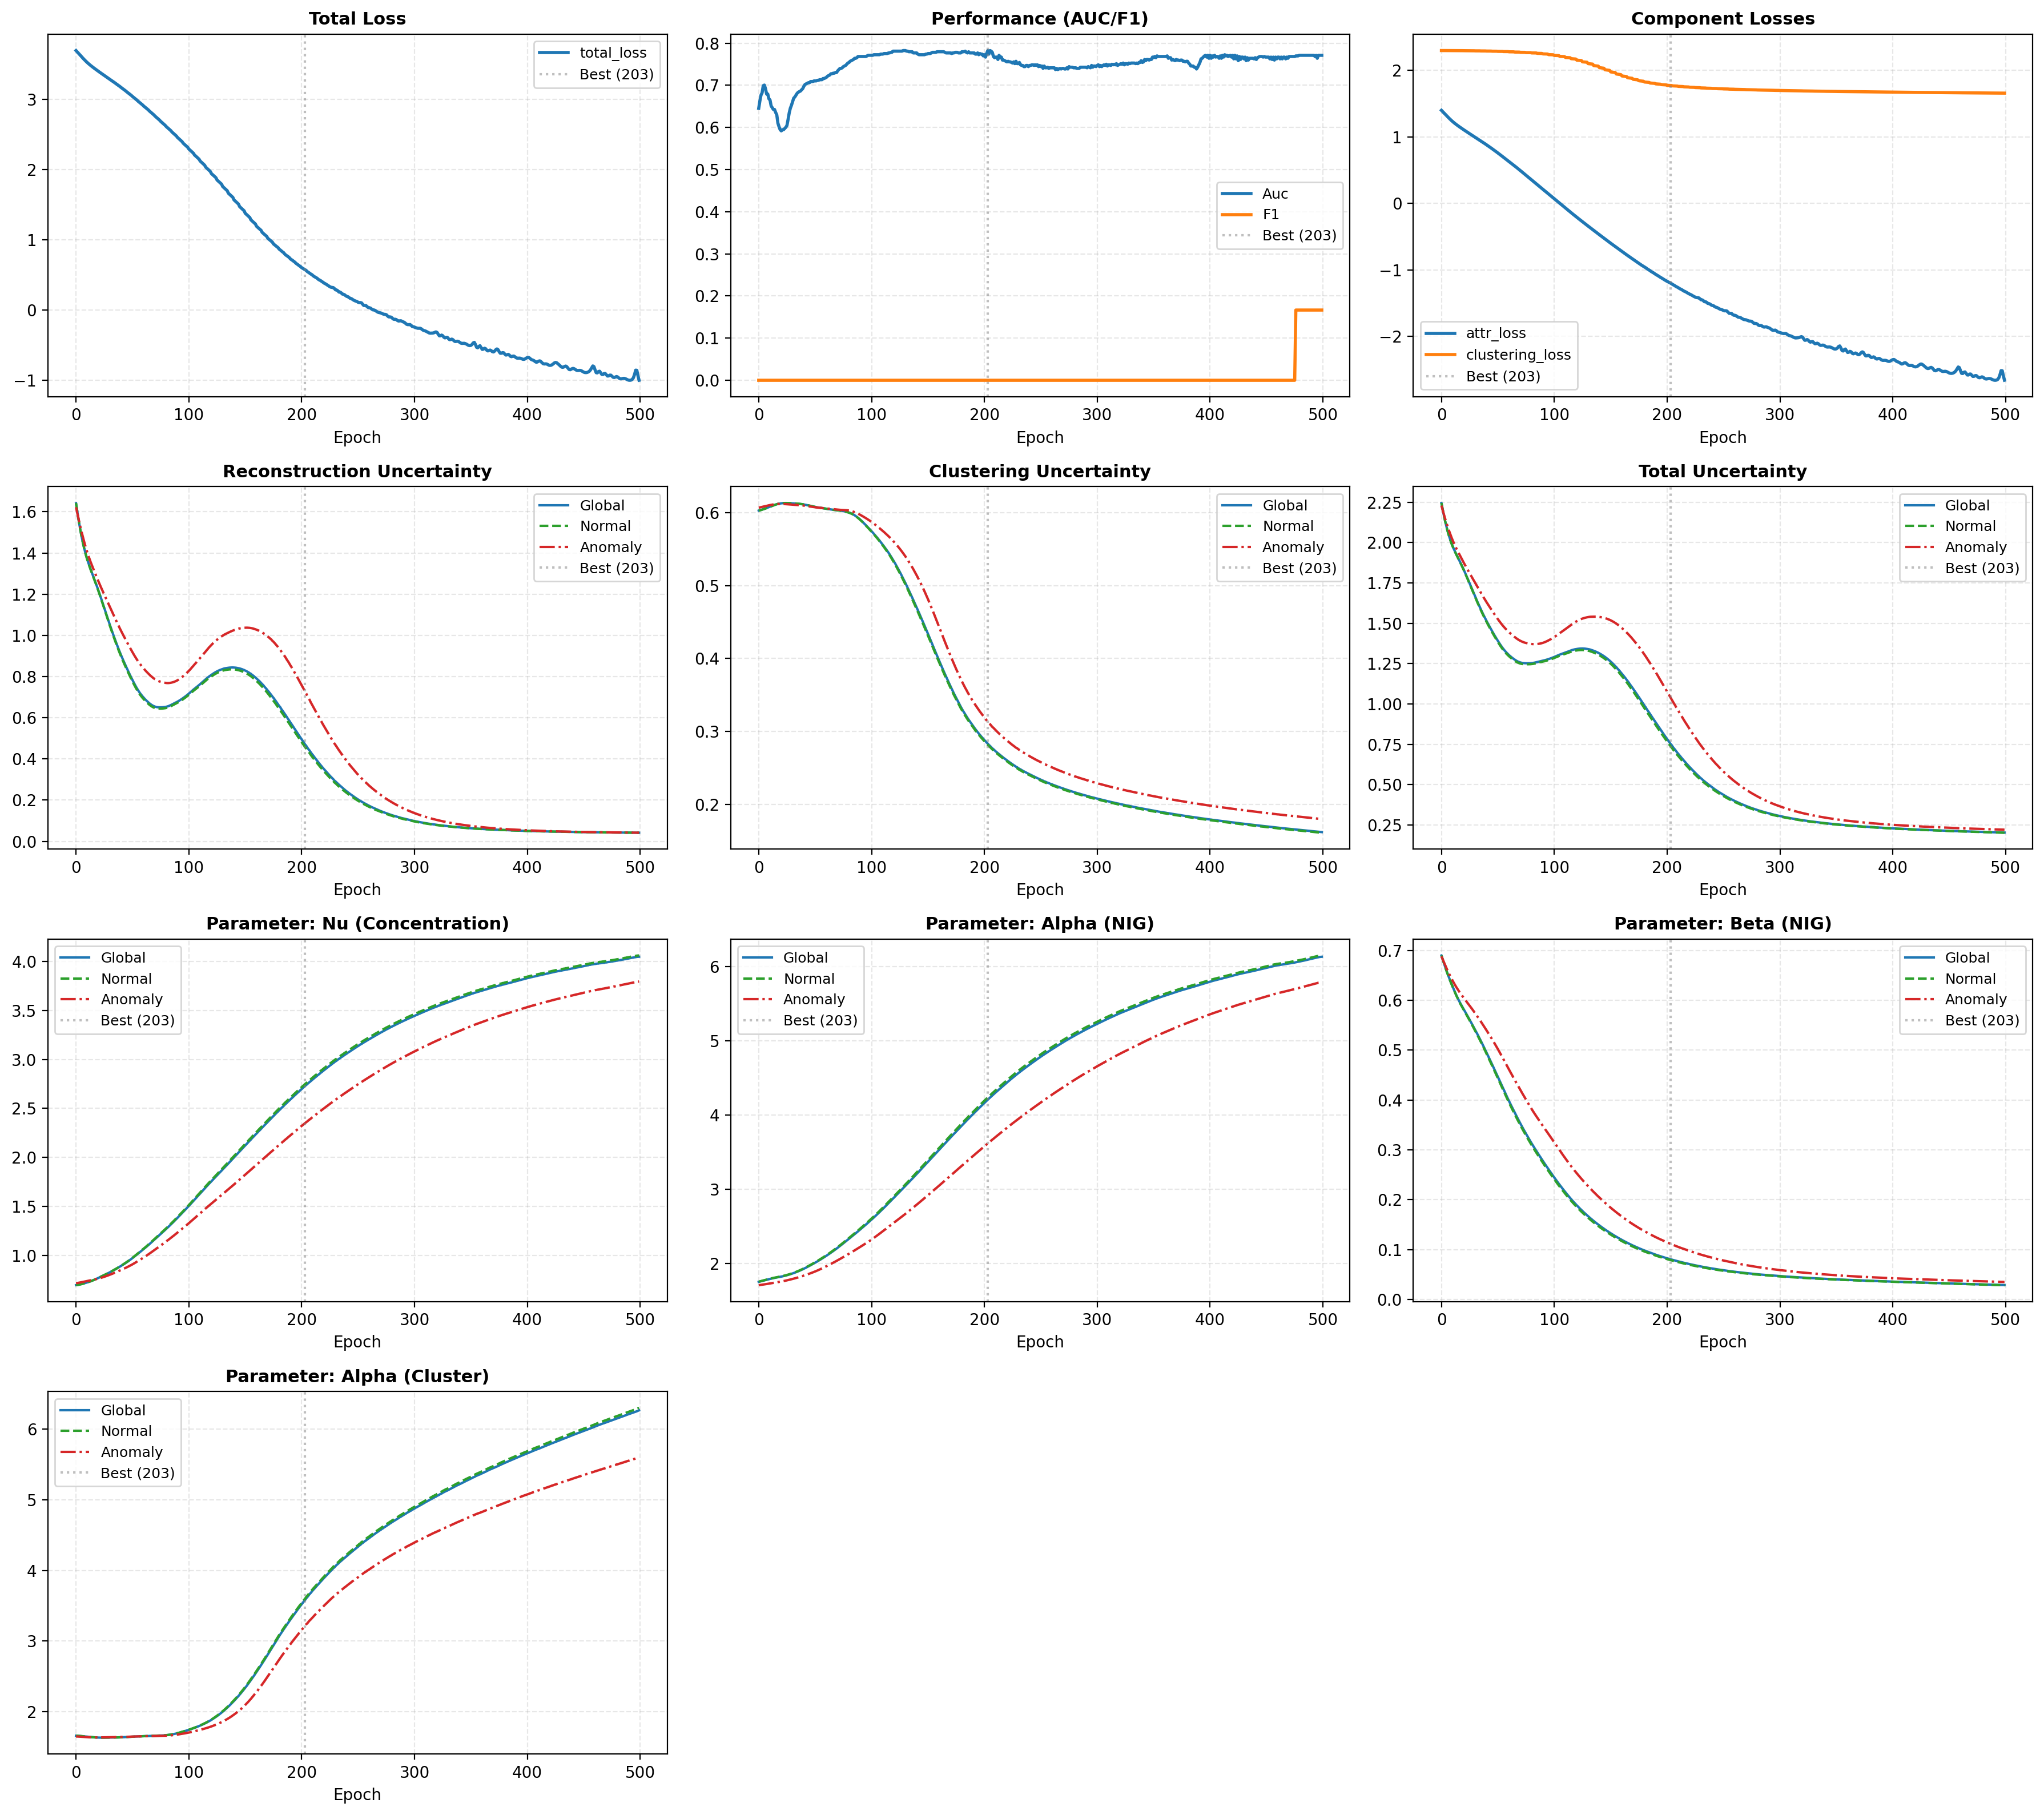 Total Loss
3
2
1
0
−1
0 100 200 300 400 500
Epoch
total_loss
Best (203)
Performance (AUC/F1)
0.8
0.7
0.6
0.5
0.4
0.3
0.2
0.1
0.0
0 100 200 300 400 500
Epoch
Auc
F1
Best (203)
Component Losses
2
1
0
−1
−2
0 100 200 300 400 500
Epoch
attr_loss
clustering_loss
Best (203)
Reconstruction Uncertainty
1.6
1.4
1.2
1.0
0.8
0.6
0.4
0.2
0.0
0 100 200 300 400 500
Epoch
Global
Normal
Anomaly
Best (203)
Clustering Uncertainty
0.6
0.5
0.4
0.3
0.2
0 100 200 300 400 500
Epoch
Global
Normal
Anomaly
Best (203)
Total Uncertainty
2.25
2.00
1.75
1.50
1.25
1.00
0.75
0.50
0.25
0 100 200 300 400 500
Epoch
Global
Normal
Anomaly
Best (203)
Parameter: Nu (Concentration)
4.0
3.5
3.0
2.5
2.0
1.5
1.0
0 100 200 300 400 500
Epoch
Global
Normal
Anomaly
Best (203)
Parameter: Alpha (NIG)
6
5
4
3
2
0 100 200 300 400 500
Epoch
Global
Normal
Anomaly
Best (203)
Parameter: Beta (NIG)
0.7
0.6
0.5
0.4
0.3
0.2
0.1
0.0
0 100 200 300 400 500
Epoch
Global
Normal
Anomaly
Best (203)
Parameter: Alpha (Cluster)
6
5
4
3
2
0 100 200 300 400 500
Epoch
Global
Normal
Anomaly
Best (203)